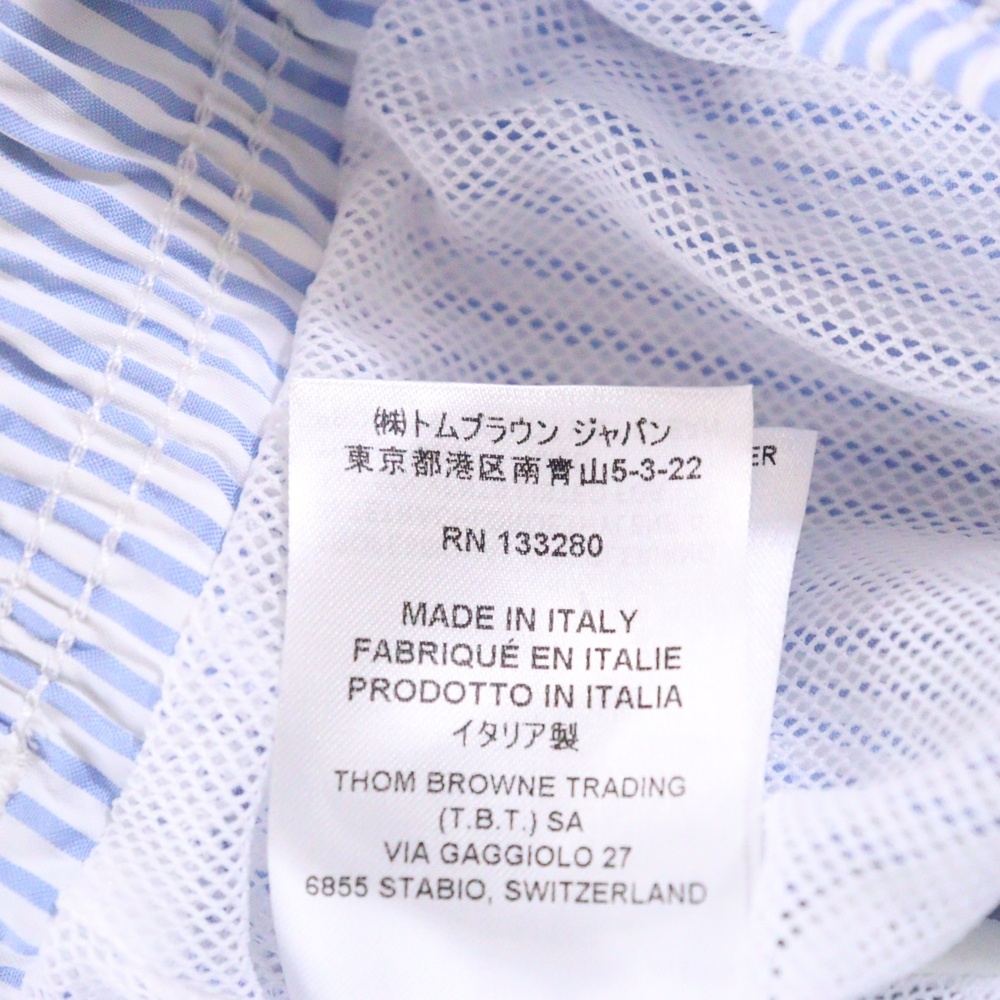 ㈱トムブラウン ジャパン
東京都港区南青山5-3-22
RN 133280
MADE IN ITALY
FABRIQUÉ EN ITALIE
PRODOTTO IN ITALIA
イタリア製
THOM BROWNE TRADING
(T.B.T.) SA
VIA GAGGIOLO 27
6855 STABIO, SWITZERLAND
ER